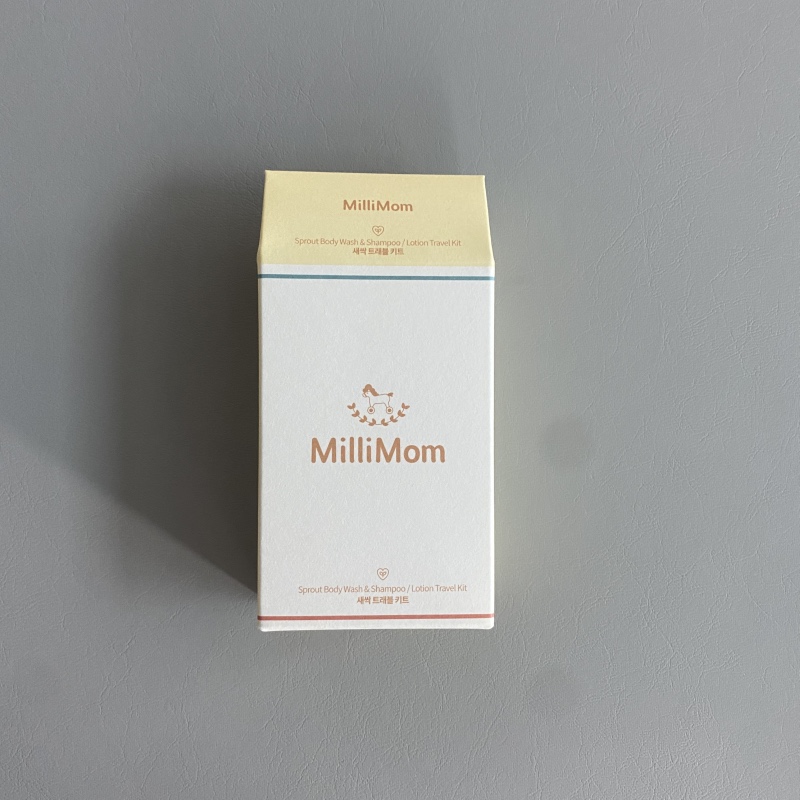 MilliMom
Sprout Body Wash & Shampoo / Lotion Travel Kit
새싹 트래블 키트
MilliMom
Sprout Body Wash & Shampoo / Lotion Travel Kit
새싹 트래블 키트